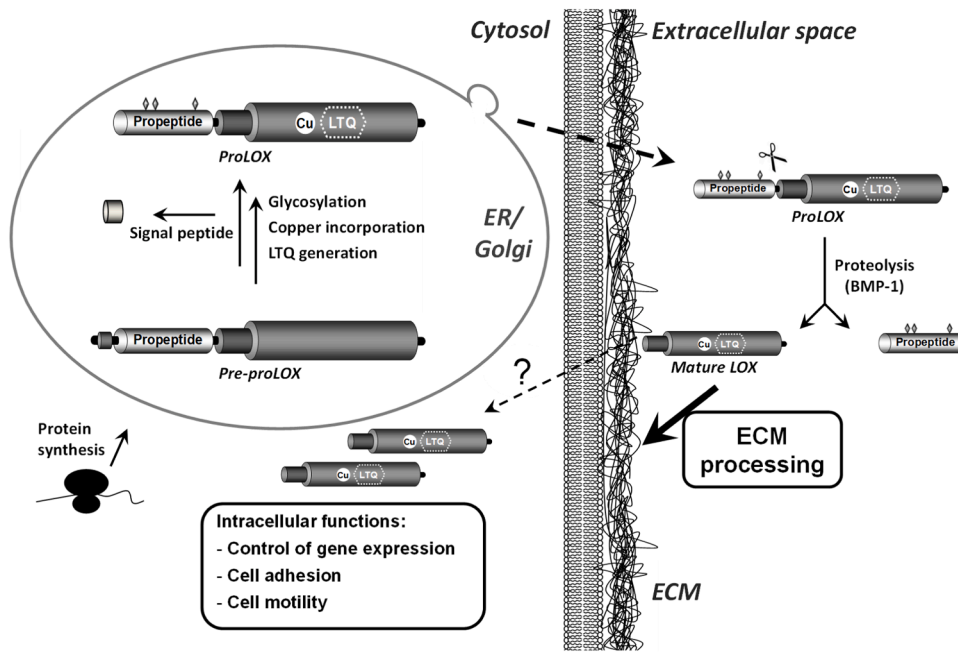 Cytosol
Extracellular space
Propeptide
Cu
LTQ
ProLOX
Signal peptide
Glycosylation
Copper incorporation
LTQ generation
ER/
Golgi
Propeptide
Pre-proLOX
Propeptide
Cu
LTQ
ProLOX
Proteolysis
(BMP-1)
Cu
LTQ
Mature LOX
Propeptide
?
ECM
processing
Protein
synthesis
Cu
LTQ
Cu
LTQ
Intracellular functions:
- Control of gene expression
- Cell adhesion
- Cell motility
ECM